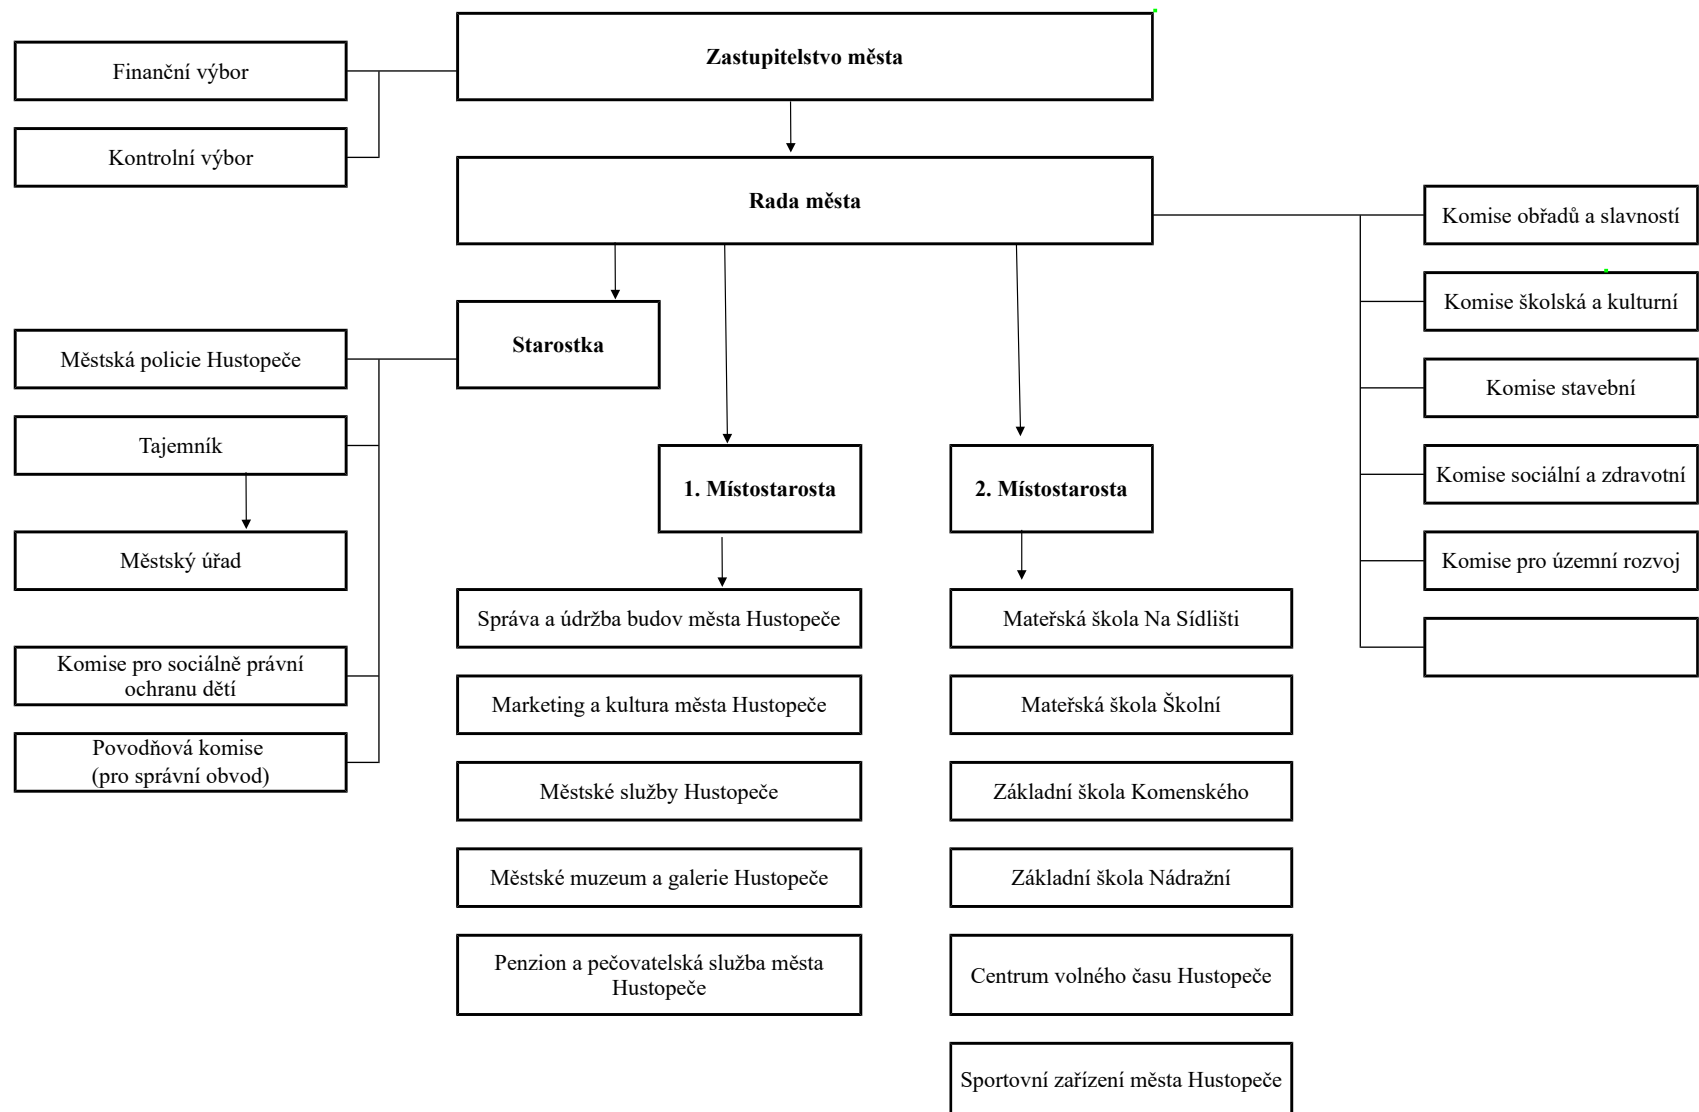 Zastupitelstvo města
Finanční výbor
Kontrolní výbor
Rada města
Komise obřadů a slavností
Komise školská a kulturní
Komise stavební
Komise sociální a zdravotní
Komise pro územní rozvoj
Starostka
Městská policie Hustopeče
Tajemník
Městský úřad
Komise pro sociálně právní
ochranu dětí
Povodňová komise
(pro správní obvod)
1. Místostarosta
2. Místostarosta
Správa a údržba budov města Hustopeče
Marketing a kultura města Hustopeče
Městské služby Hustopeče
Městské muzeum a galerie Hustopeče
Penzion a pečovatelská služba města
Hustopeče
Mateřská škola Na Sídlišti
Mateřská škola Školní
Základní škola Komenského
Základní škola Nádražní
Centrum volného času Hustopeče
Sportovní zařízení města Hustopeče